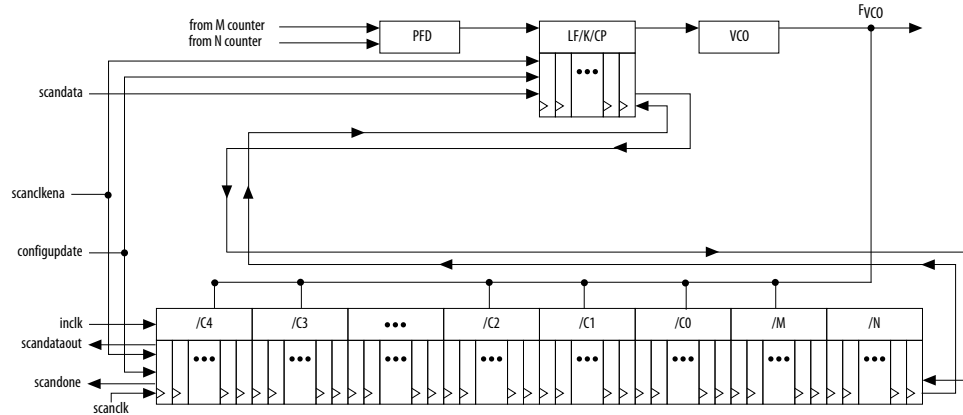 from M counter
from N counter
PFD
LF/K/CP
VCO
FVCO
scandata
scanclkena
configupdate
inclk
/C4
/C3
/C2
/C1
/C0
/M
/N
scandataout
scandone
scanclk